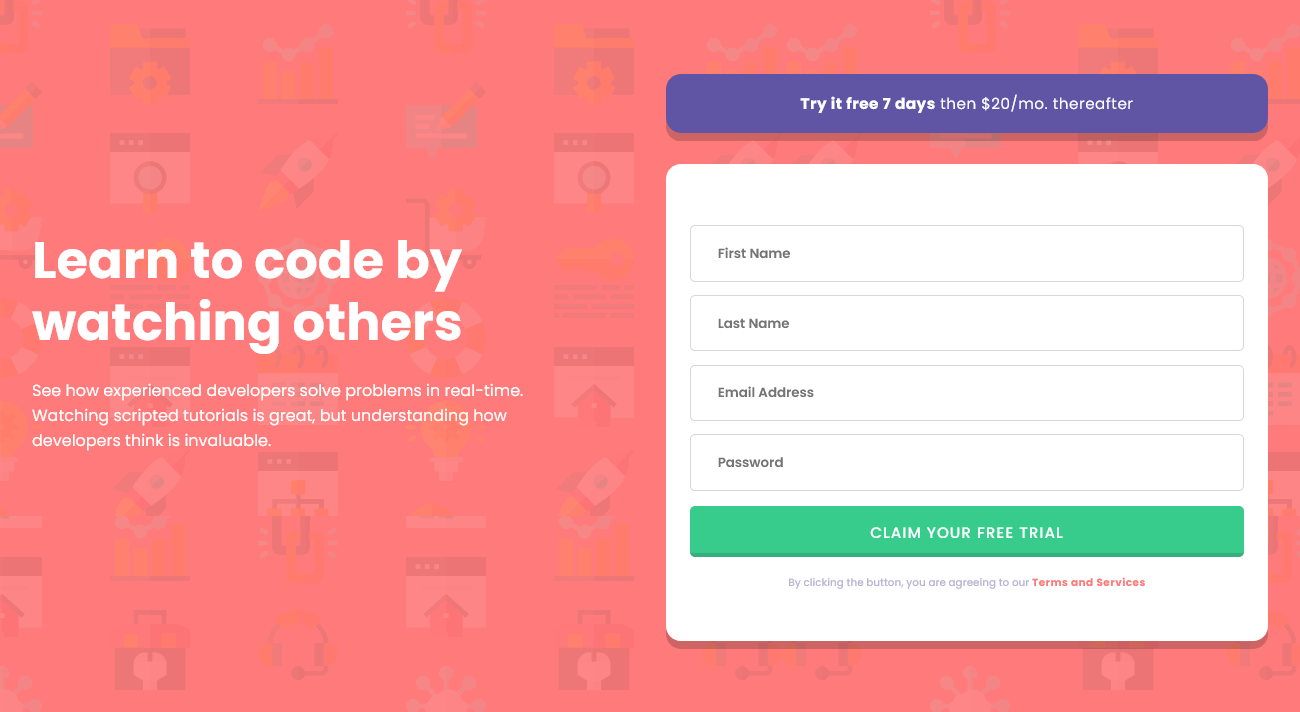 Learn to code by
watching others
See how experienced developers solve problems in real-time.
Watching scripted tutorials is great, but understanding how
developers think is invaluable.
Try it free 7 days then $20/mo. thereafter
First Name
Last Name
Email Address
Password
CLAIM YOUR FREE TRIAL
By clicking the button, you are agreeing to our Terms and Services